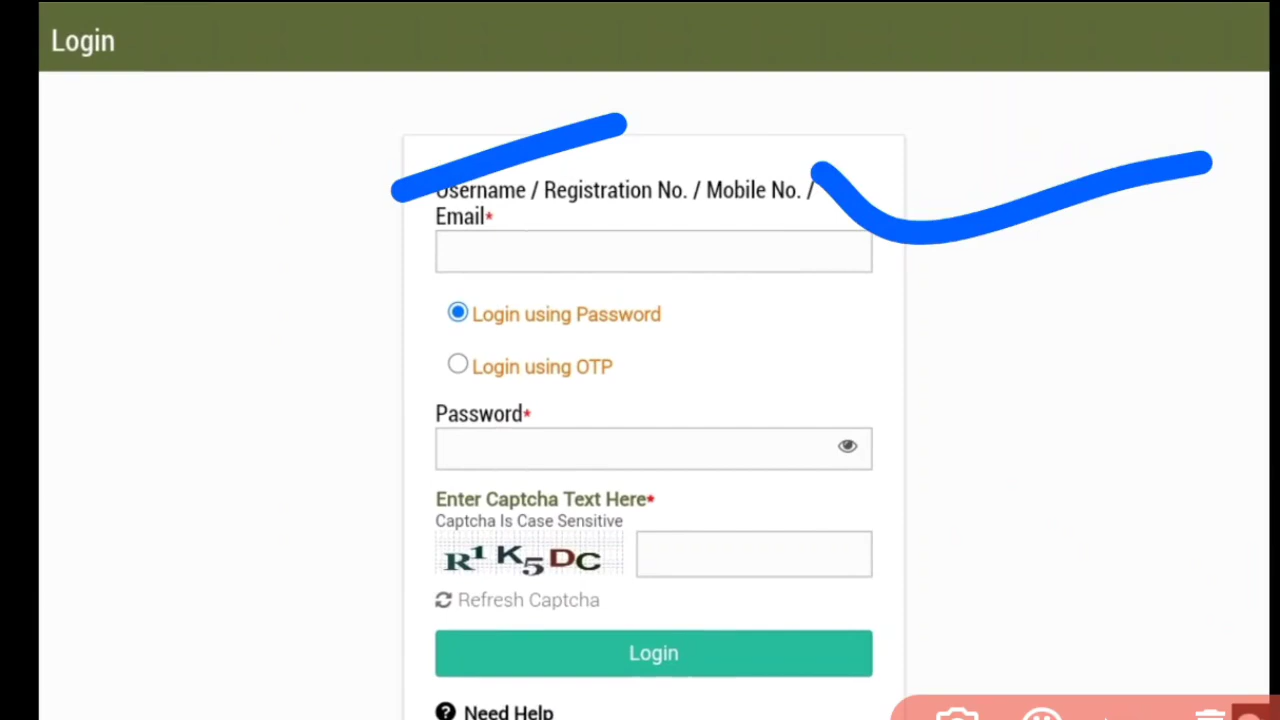 Login
Username / Registration No. / Mobile No. /
Email*
Login using Password
Login using OTP
Password*
Enter Captcha Text Here*
Captcha Is Case Sensitive
R1K5DC
Refresh Captcha
Login
Need Help